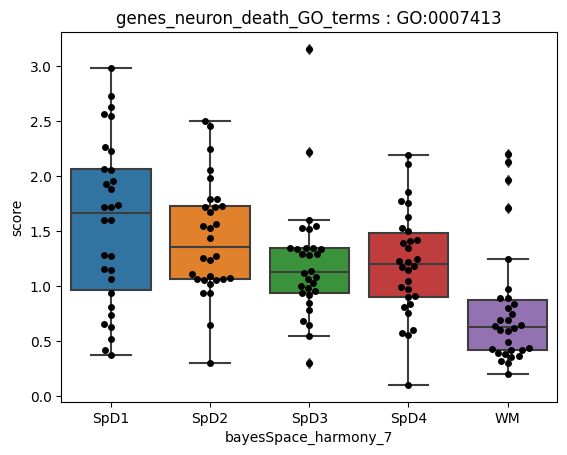 genes_neuron_death_GO_terms : GO:0007413
score
3.0
2.5
2.0
1.5
1.0
0.5
0.0
SpD1 SpD2 SpD3 SpD4 WM
bayesSpace_harmony_7